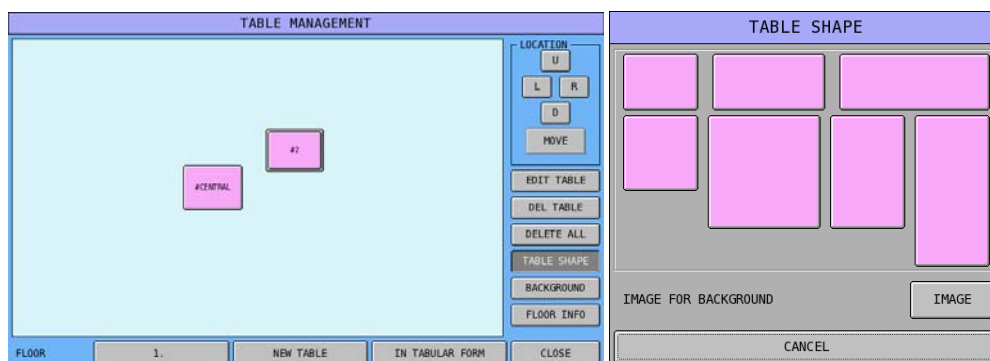 TABLE MANAGEMENT
LOCATION
U
L R
D
MOVE
#2
#CENTRAL
EDIT TABLE
DEL TABLE
DELETE ALL
TABLE SHAPE
BACKGROUND
FLOOR INFO
FLOOR 1. NEW TABLE IN TABULAR FORM CLOSE
TABLE SHAPE
IMAGE FOR BACKGROUND IMAGE
CANCEL